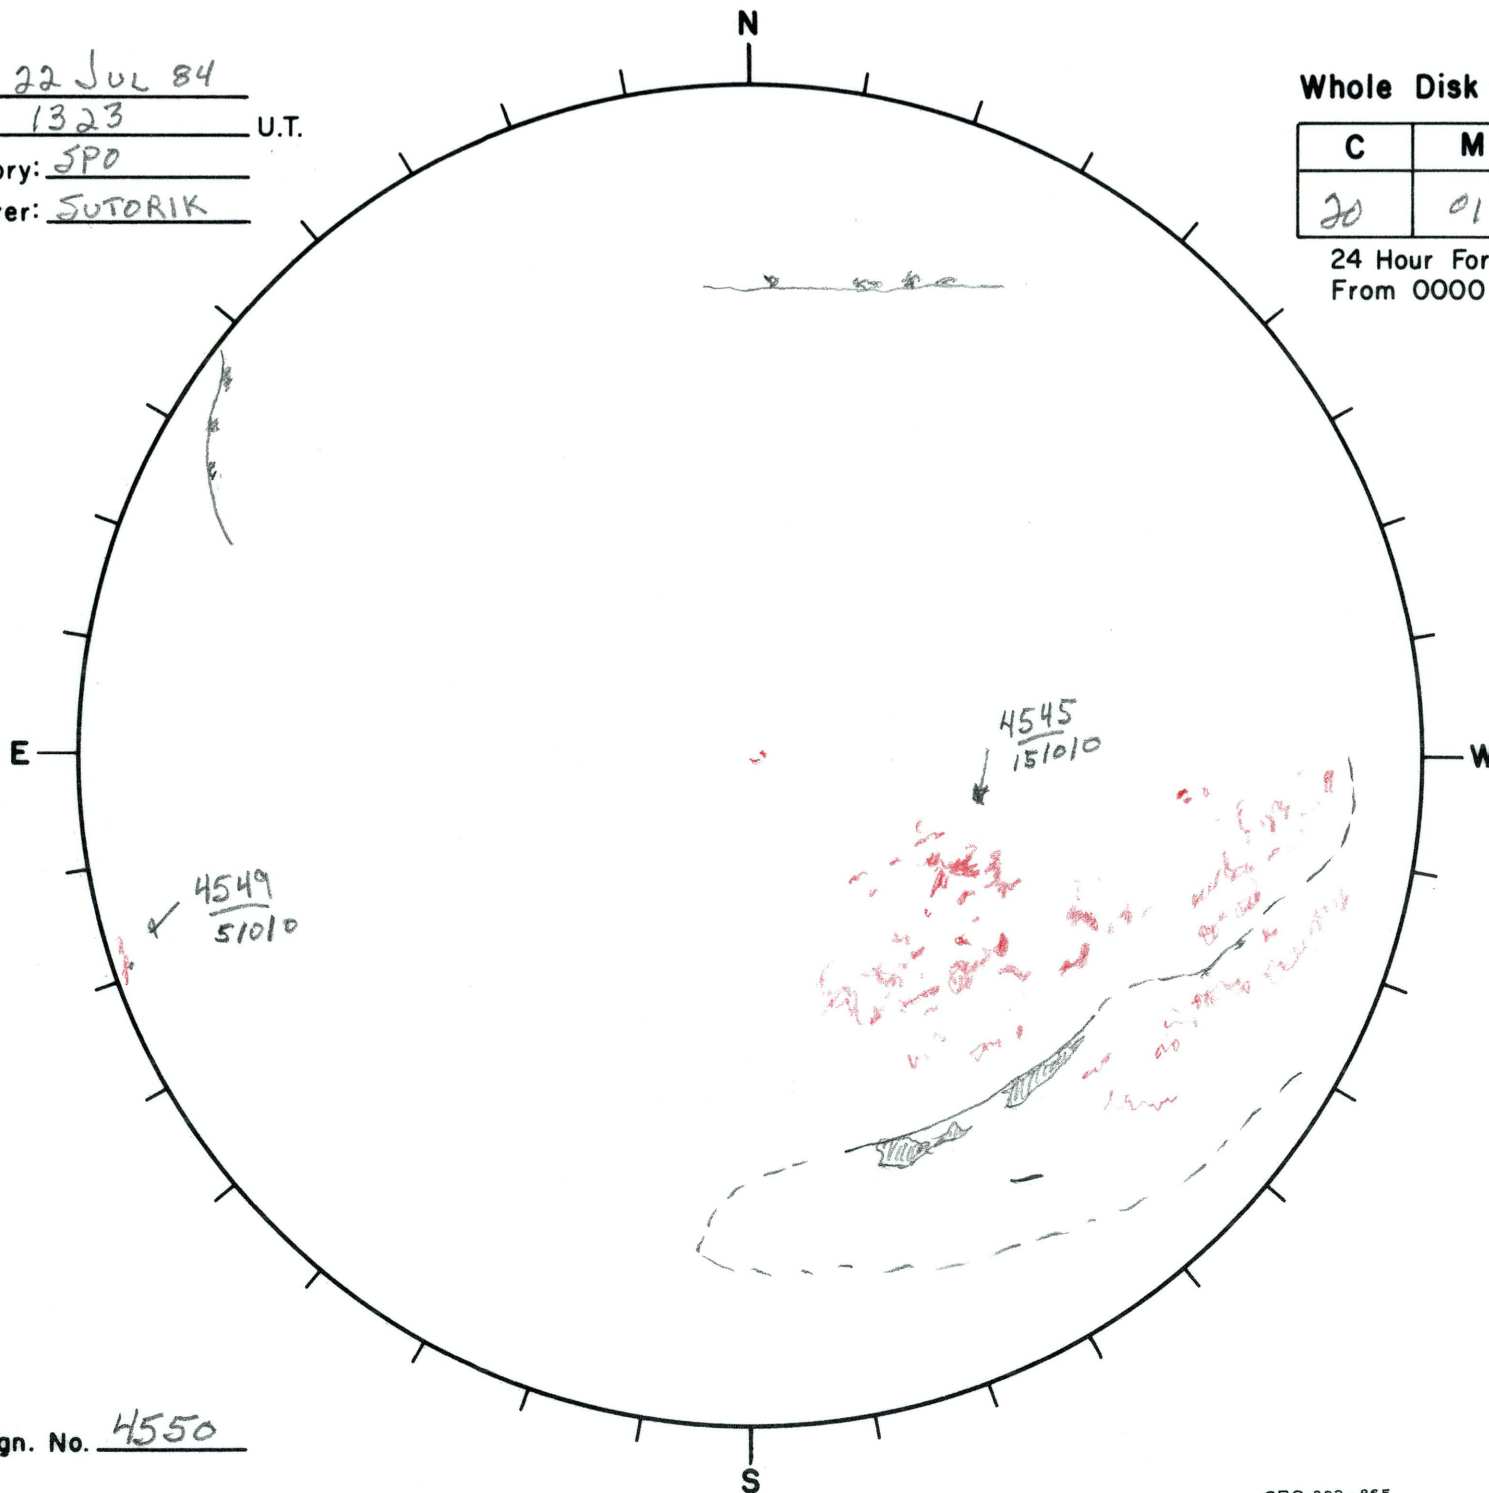 22 JUL 84
1323 U.T.
ory: SPO
er: SUTORIK
N
Whole Disk
C M
20 01
24 Hour For
From 0000
E
W
4545
15/0/0
4549
5/0/0
gn. No. 4550
S